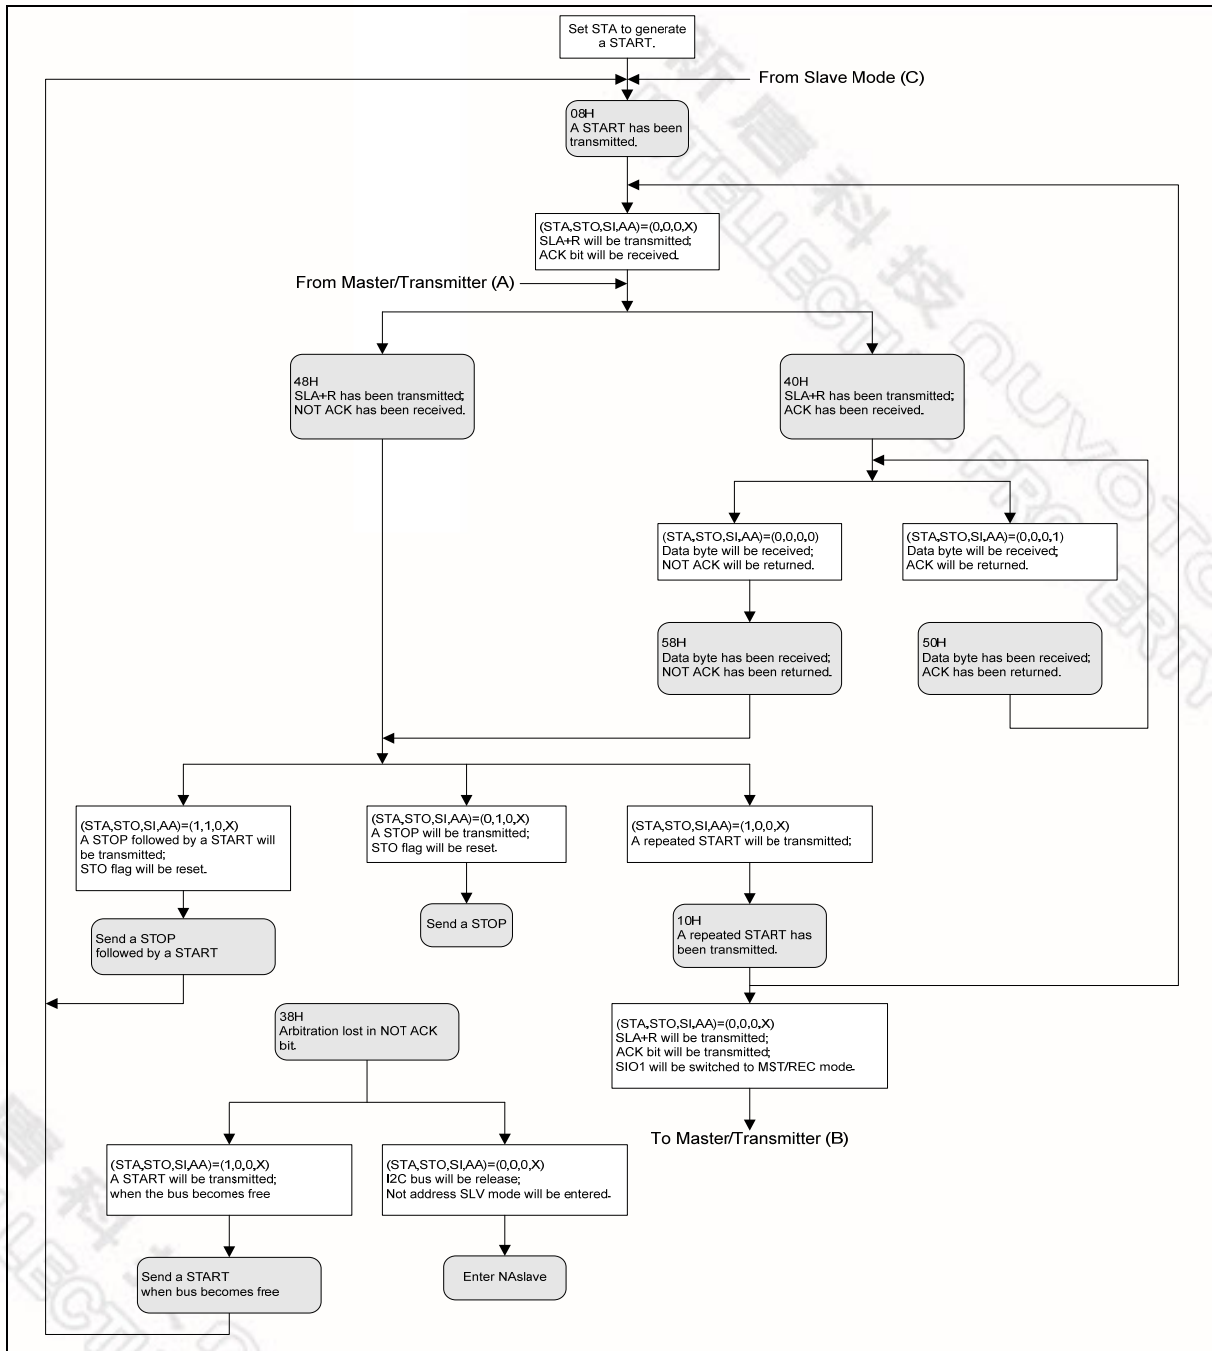 Set STA to generate
a START.
From Slave Mode (C)
08H
A START has been
transmitted.
(STA,STO,SI,AA)=(0,0,0,X)
SLA+R will be transmitted;
ACK bit will be received.
From Master/Transmitter (A)
48H
SLA+R has been transmitted;
NOT ACK has been received.
40H
SLA+R has been transmitted;
ACK has been received.
(STA,STO,SI,AA)=(0,0,0,0)
Data byte will be received;
NOT ACK will be returned.
(STA,STO,SI,AA)=(0,0,0,1)
Data byte will be received;
ACK will be returned.
58H
Data byte has been received;
NOT ACK has been returned.
50H
Data byte has been received;
ACK has been returned.
(STA,STO,SI,AA)=(1,1,0,X)
A STOP followed by a START will
be transmitted;
STO flag will be reset.
(STA,STO,SI,AA)=(0,1,0,X)
A STOP will be transmitted;
STO flag will be reset.
(STA,STO,SI,AA)=(1,0,0,X)
A repeated START will be transmitted;
Send a STOP
followed by a START
Send a STOP
10H
A repeated START has
been transmitted.
38H
Arbitration lost in NOT ACK
bit.
(STA,STO,SI,AA)=(0,0,0,X)
SLA+R will be transmitted;
ACK bit will be transmitted;
SIO1 will be switched to MST/REC mode.
To Master/Transmitter (B)
(STA,STO,SI,AA)=(1,0,0,X)
A START will be transmitted;
when the bus becomes free
(STA,STO,SI,AA)=(0,0,0,X)
I2C bus will be release;
Not address SLV mode will be entered.
Send a START
when bus becomes free
Enter NAslave
新唐科技 nuvoTon
INTELLECTUAL PROPERTY